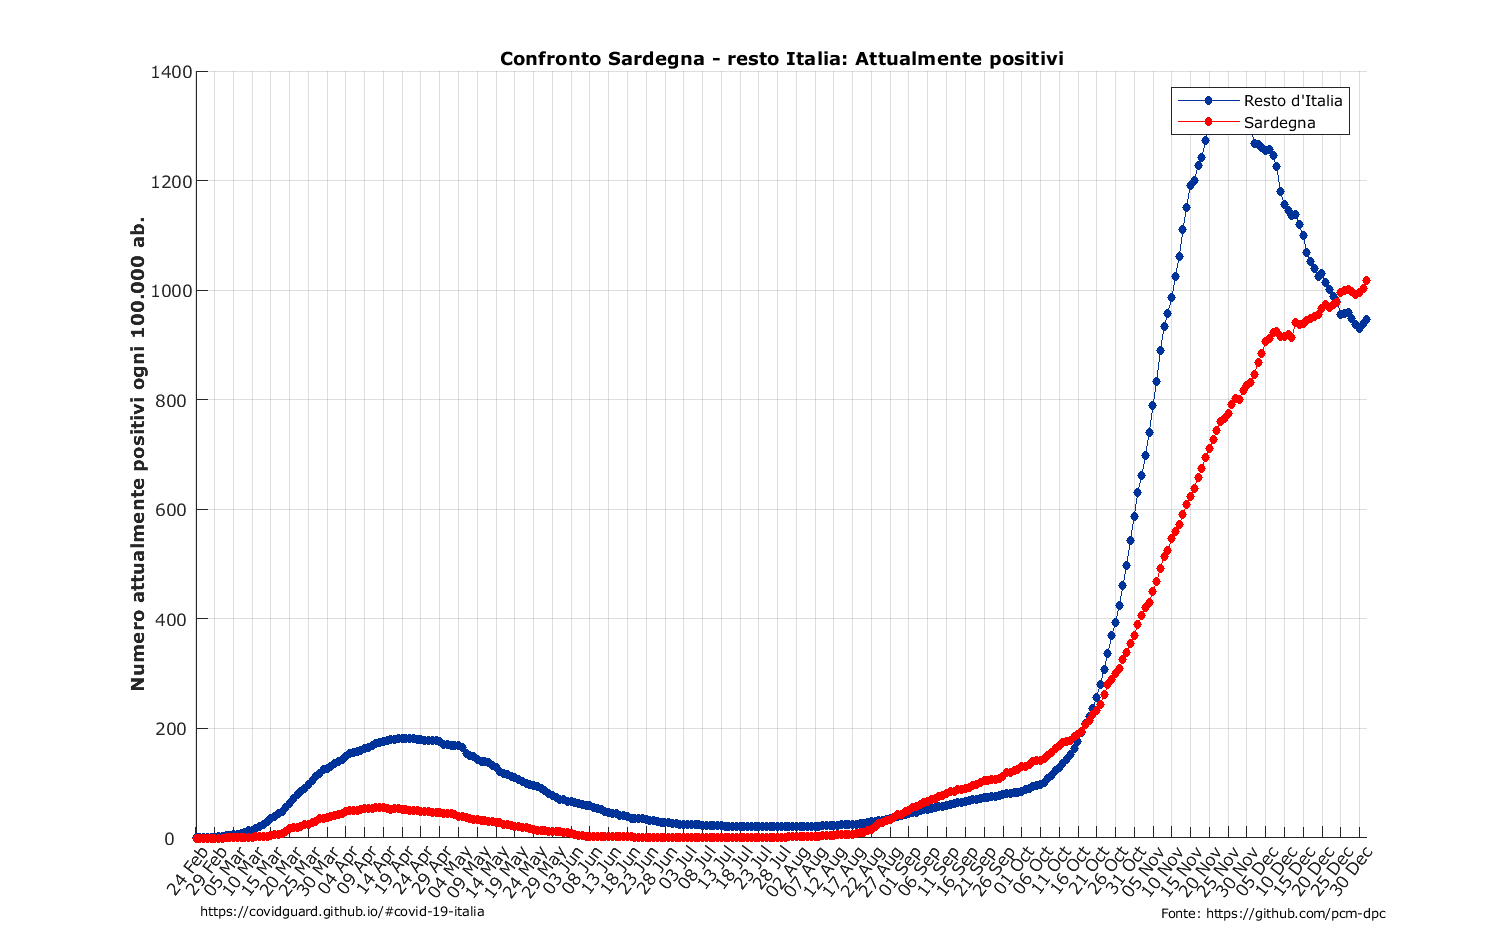 Confronto Sardegna - resto Italia: Attualmente positivi
Resto d'Italia
Sardegna
Numero attualmente positivi ogni 100.000 ab.
1400
1200
1000
800
600
400
200
0
24 Feb
29 Feb
05 Mar
10 Mar
15 Mar
20 Mar
25 Mar
30 Mar
04 Apr
09 Apr
14 Apr
19 Apr
24 Apr
29 Apr
04 May
09 May
14 May
19 May
24 May
29 May
03 Jun
08 Jun
13 Jun
18 Jun
23 Jun
28 Jun
03 Jul
08 Jul
13 Jul
18 Jul
23 Jul
28 Jul
02 Aug
07 Aug
12 Aug
17 Aug
22 Aug
27 Aug
01 Sep
06 Sep
11 Sep
16 Sep
21 Sep
26 Sep
01 Oct
06 Oct
11 Oct
16 Oct
21 Oct
26 Oct
31 Oct
05 Nov
10 Nov
15 Nov
20 Nov
25 Nov
30 Nov
05 Dec
10 Dec
15 Dec
20 Dec
25 Dec
30 Dec
https://covidguard.github.io/#covid-19-italia
Fonte: https://github.com/pcm-dpc